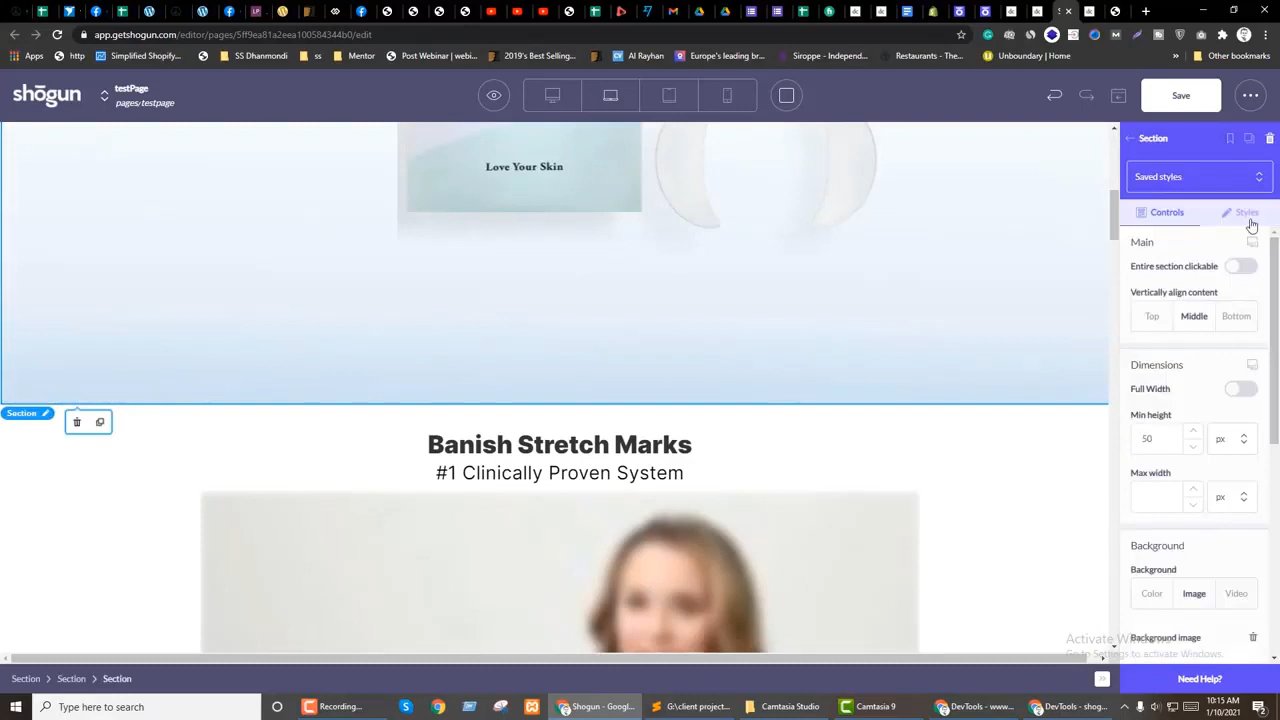 app.getshogun.com/editor/pages/5ff9ea81a2eea100584344b0/edit
Apps
http
Simplified Shopify...
SS Dhanmondi
ss
Mentor
Post Webinar | webi...
2019's Best Selling...
Al Rayhan
Europe's leading br...
Siroppe - Independ...
Restaurants - The...
Unboundary | Home
»
Other bookmarks
shōgun
testPage
pages/testpage
Save
Section
Saved styles
Controls
Styles
Main
Entire section clickable
Vertically align content
Top
Middle
Bottom
Dimensions
Full Width
Min height
50
px
Max width
px
Background
Background
Color
Image
Video
Background image
Activate Windows
Go to Settings to activate Windows.
Love Your Skin
Section
Banish Stretch Marks
#1 Clinically Proven System
Section > Section > Section
Need Help?
Type here to search
Recording...
Shogun - Googl...
G:\client project...
Camtasia Studio
Camtasia 9
DevTools - www...
DevTools - shog...
10:15 AM
1/10/2021